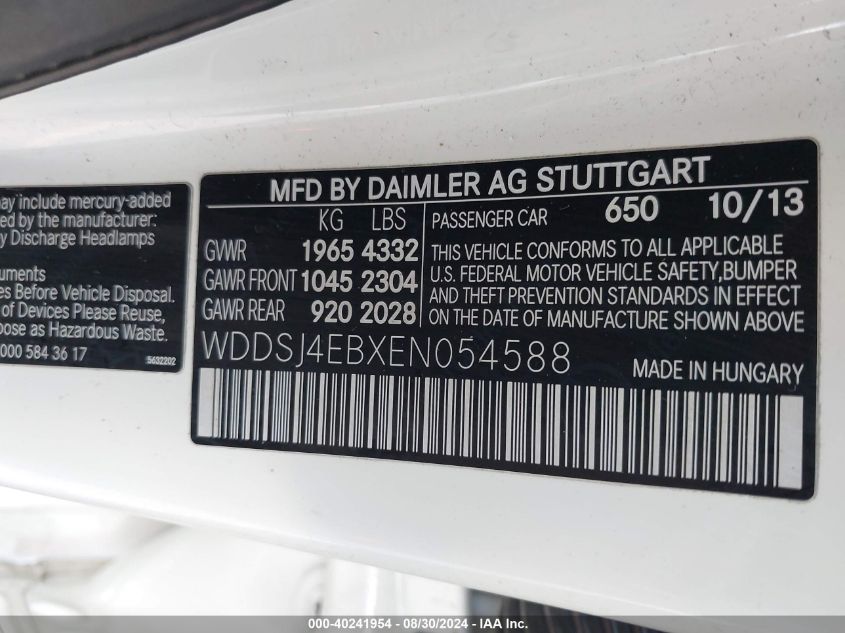 may include mercury-added
ed by the manufacturer:
y Discharge Headlamps
uments
es Before Vehicle Disposal.
of Devices Please Reuse,
pose as Hazardous Waste.
000 584 36 17
5632202
MFD BY DAIMLER AG STUTTGART
KG LBS
GVWR 1965 4332
GAWR FRONT 1045 2304
GAWR REAR 920 2028
PASSENGER CAR 650 10/13
THIS VEHICLE CONFORMS TO ALL APPLICABLE
U.S. FEDERAL MOTOR VEHICLE SAFETY,BUMPER
AND THEFT PREVENTION STANDARDS IN EFFECT
ON THE DATE OF MANUFACTURE SHOWN ABOVE
WDDSJ4EBXEN054588
MADE IN HUNGARY
000-40241954 - 08/30/2024 - IAA Inc.